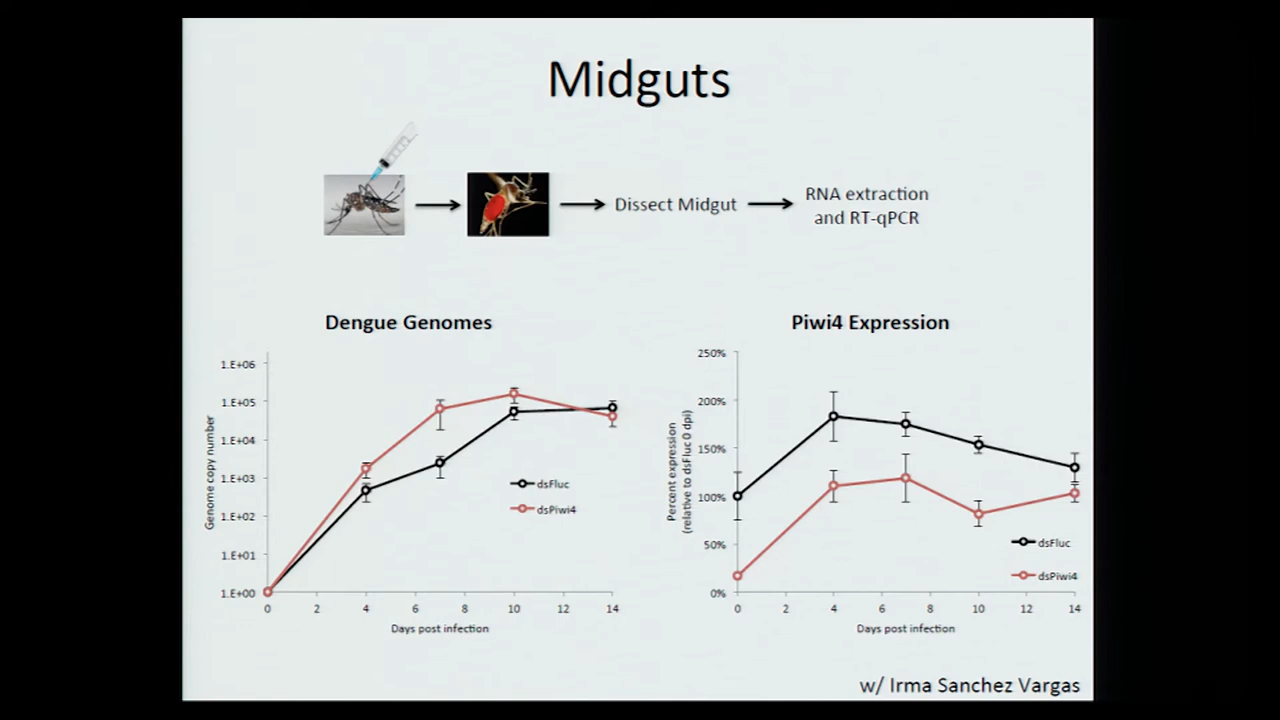 Midguts
Dissect Midgut
RNA extraction
and RT-qPCR
Dengue Genomes
Genome copy number
1.E+06
1.E+05
1.E+04
1.E+03
1.E+02
1.E+01
1.E+00
0 2 4 6 8 10 12 14
Days post infection
dsFluc
dsPiwi4
Piwi4 Expression
Percent expression
(relative to dsFluc 0 dpi)
250%
200%
150%
100%
50%
0%
0 2 4 6 8 10 12 14
Days post infection
dsFluc
dsPiwi4
w/ Irma Sanchez Vargas